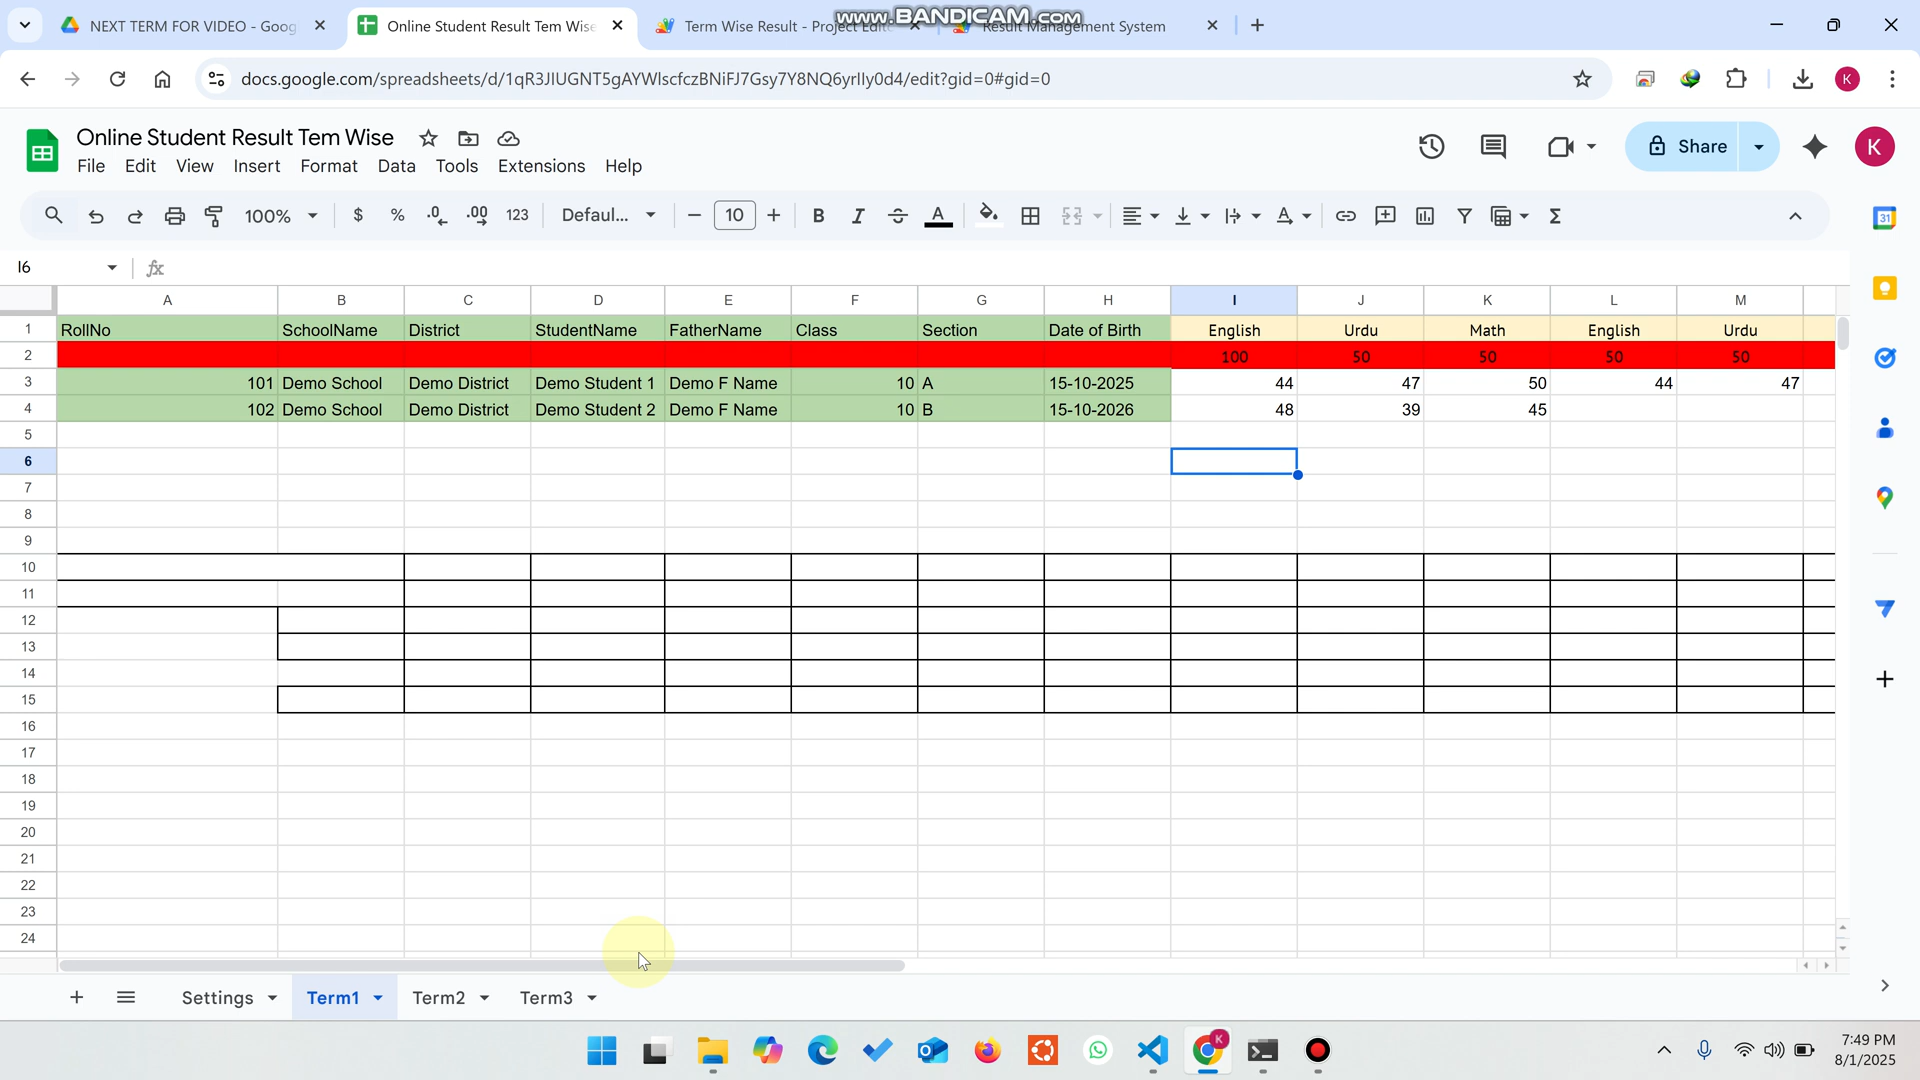 NEXT TERM FOR VIDEO - Goog
Online Student Result Tem Wise
Term Wise Result - Project Edit
Result Management System
www.BANDICAM.com
docs.google.com/spreadsheets/d/1qR3JIUGNT5gAYWlscfczBNiFJ7Gsy7Y8NQ6yrlly0d4/edit?gid=0#gid=0
K
Online Student Result Tem Wise
File Edit View Insert Format Data Tools Extensions Help
Share
K
100% $ % .0 .00 123 Defaul... 10 B I A Σ
31
I6 fx
A B C D E F G H I J K L M
1 RollNo SchoolName District StudentName FatherName Class Section Date of Birth English Urdu Math English Urdu
2 100 50 50 50 50
3 101 Demo School Demo District Demo Student 1 Demo F Name 10 A 15-10-2025 44 47 50 44 47
4 102 Demo School Demo District Demo Student 2 Demo F Name 10 B 15-10-2026 48 39 45
5
6
7
8
9
10
11
12
13
14
15
16
17
18
19
20
21
22
23
24
Settings Term1 Term2 Term3
K
7:49 PM
8/1/2025